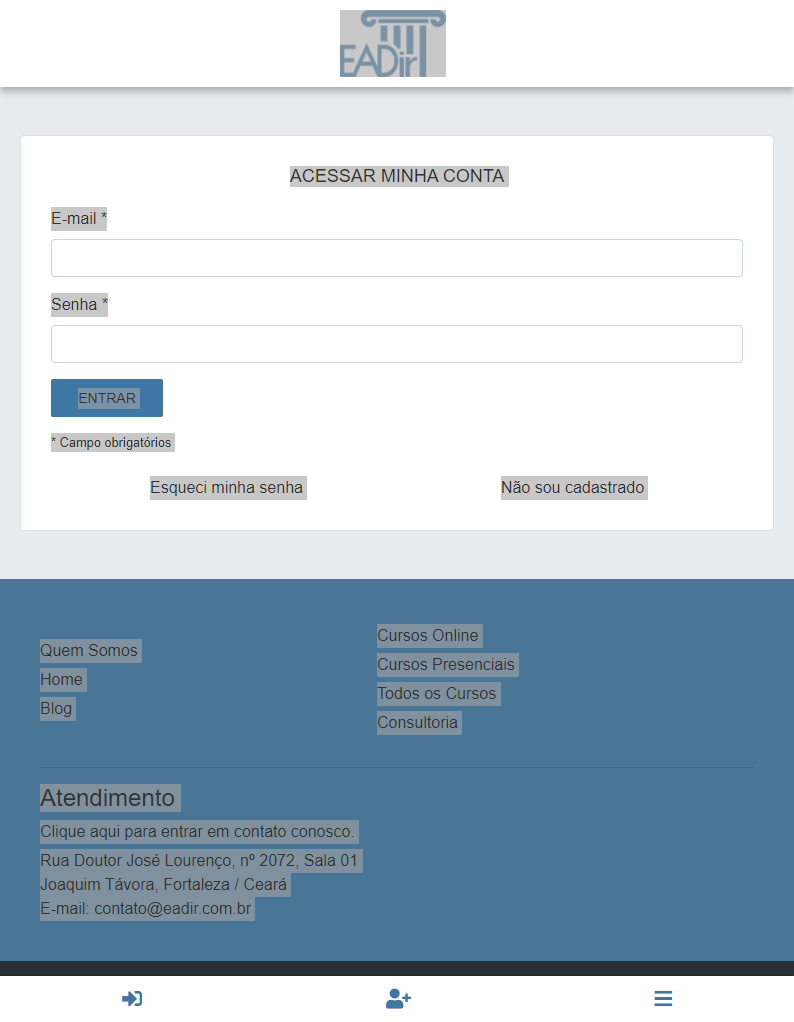 EADir
ACESSAR MINHA CONTA
E-mail *
Senha *
ENTRAR
* Campo obrigatórios
Esqueci minha senha
Não sou cadastrado
Quem Somos
Home
Blog
Cursos Online
Cursos Presenciais
Todos os Cursos
Consultoria
Atendimento
Clique aqui para entrar em contato conosco.
Rua Doutor José Lourenço, nº 2072, Sala 01
Joaquim Távora, Fortaleza / Ceará
E-mail: contato@eadir.com.br